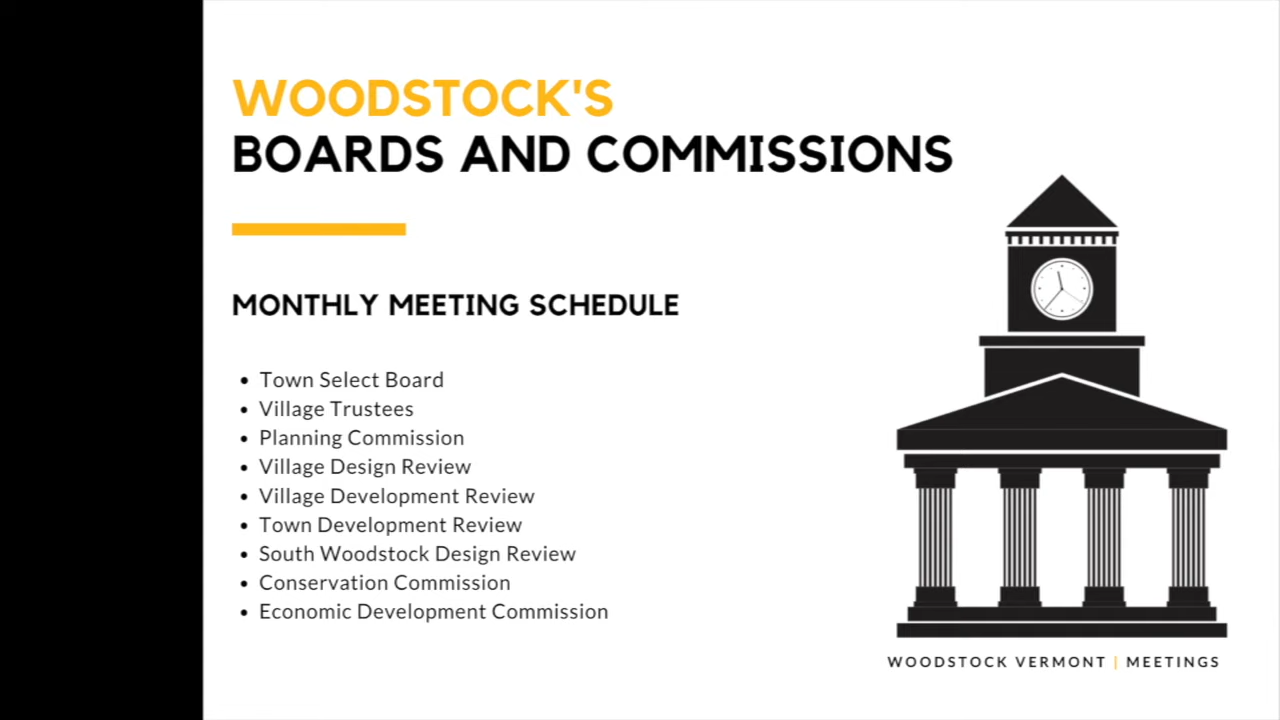 WOODSTOCK'S
BOARDS AND COMMISSIONS
MONTHLY MEETING SCHEDULE
• Town Select Board
• Village Trustees
• Planning Commission
• Village Design Review
• Village Development Review
• Town Development Review
• South Woodstock Design Review
• Conservation Commission
• Economic Development Commission
WOODSTOCK VERMONT | MEETINGS